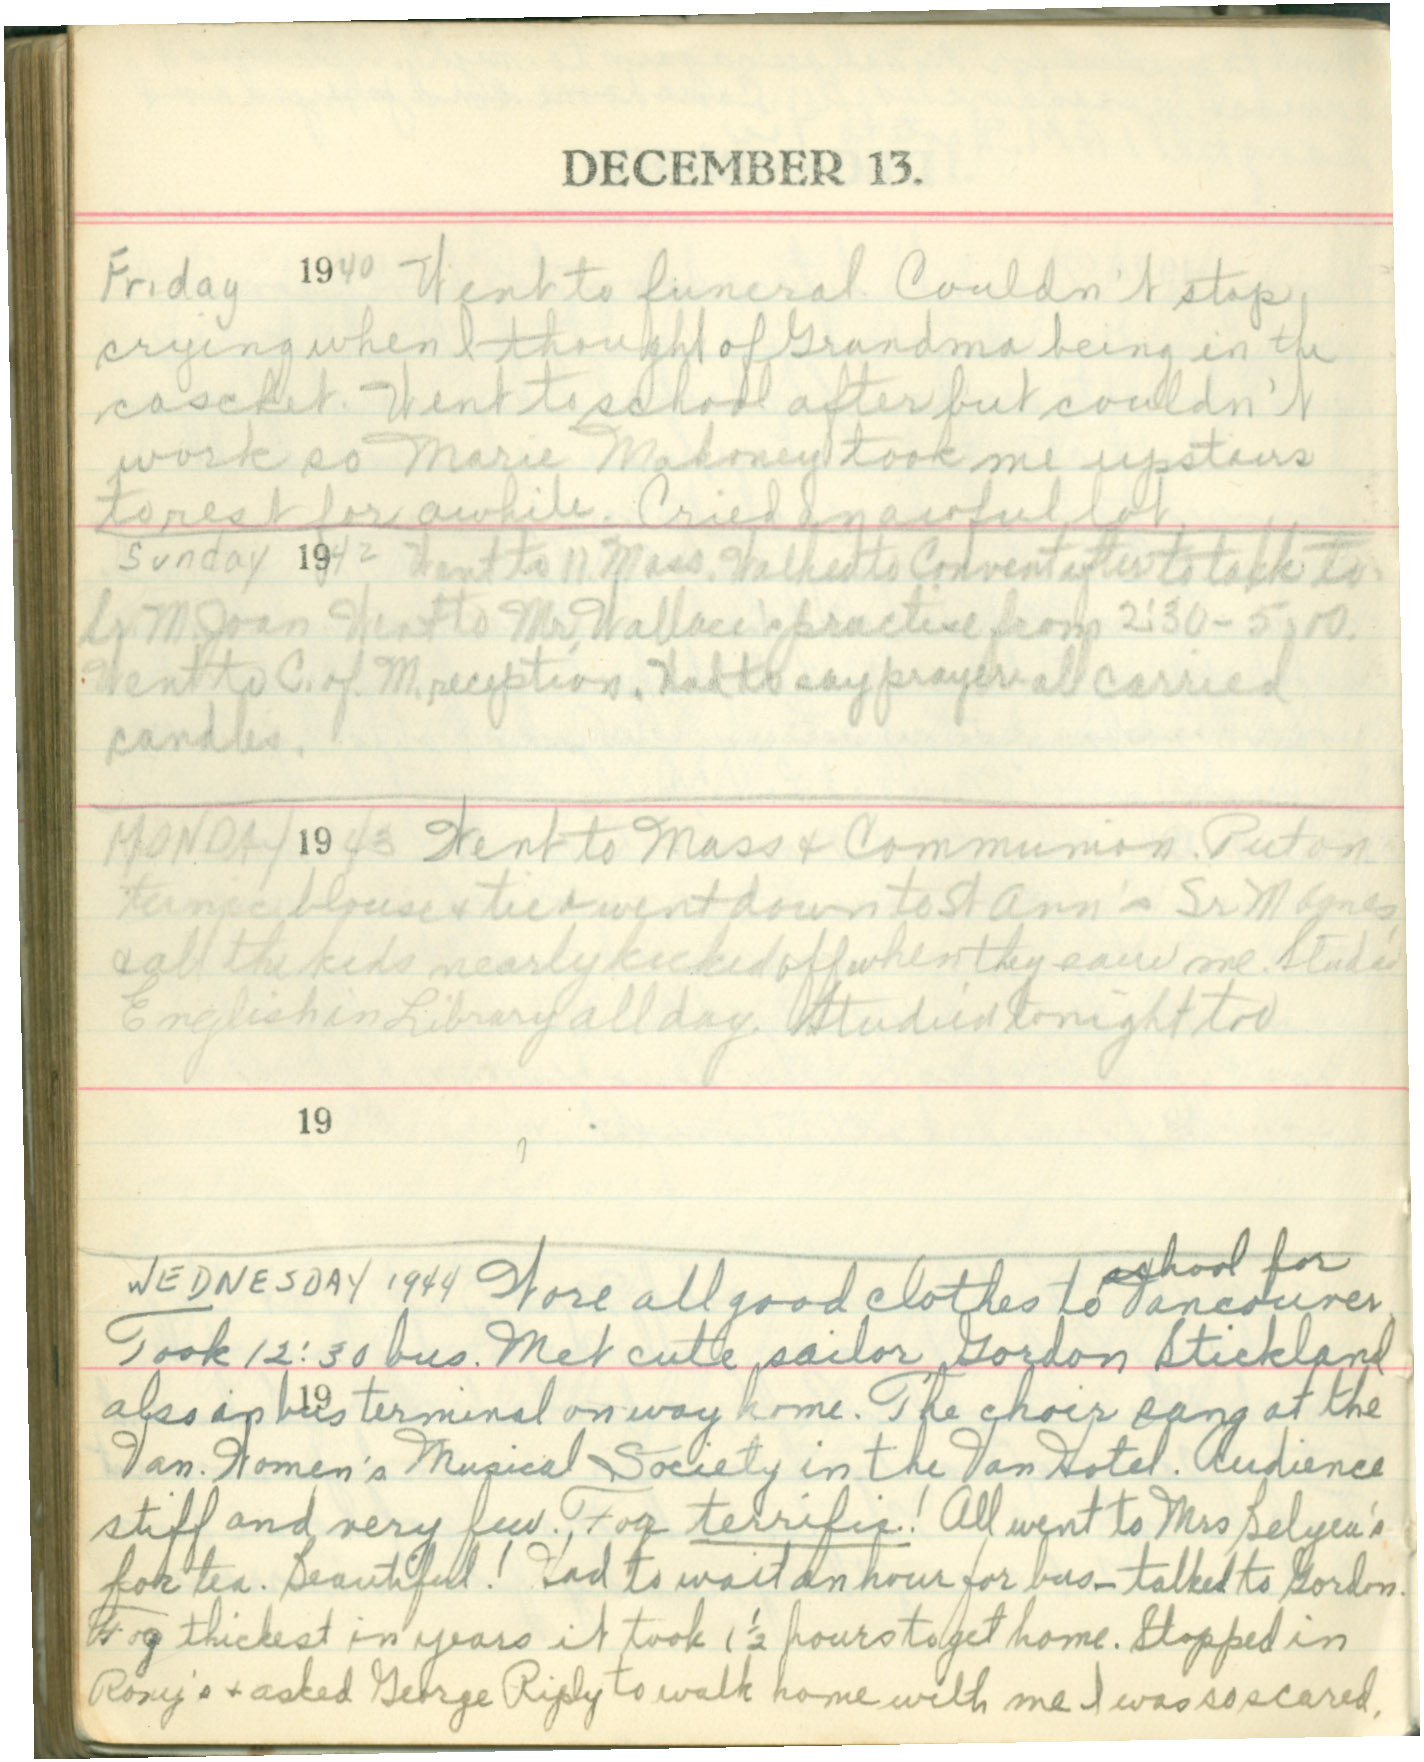 DECEMBER 13.
Friday 1940 Went to funeral. Couldn't stop
crying when I thought of Grandma being in the
cascket. Went to school after but couldn't
work so Marie Mahoney took me upstairs
to rest for awhile. Cried an awful lot.
Sunday 1942 Went to 11 Mass. Walked to Convent after to talk to
Sr. M. Joan. Went to Mr. Wallace's practise from 2:30 - 5:00.
Went to C. of M. reception. Had to say prayers al carried
candles.
MONDAY 1943 Went to Mass & Communion. Put on
tunic blouse & tie & went down to St Ann's Sr M Agnes
& all the kids nearly kicked off when they saw me. Studied
English in Library all day. Studied tonight too
19
WEDNESDAY 1944 Wore all good clothes to school for Vancouver.
Took 12:30 bus. Met cute sailor Gordon Stickland
19
also in bus terminal on way home. The choir sang at the
Van. Women's Musical Society in the Van Hotel. Audience
stiff and very few. Fog terrific! All went to Mrs Belyea's
for tea. Beautiful! Had to wait an hour for bus - talked to Gordon.
Fog thickest in years it took 1½ hours to get home. Stopped in
Rony's & asked George Riply to walk home with me I was so scared.